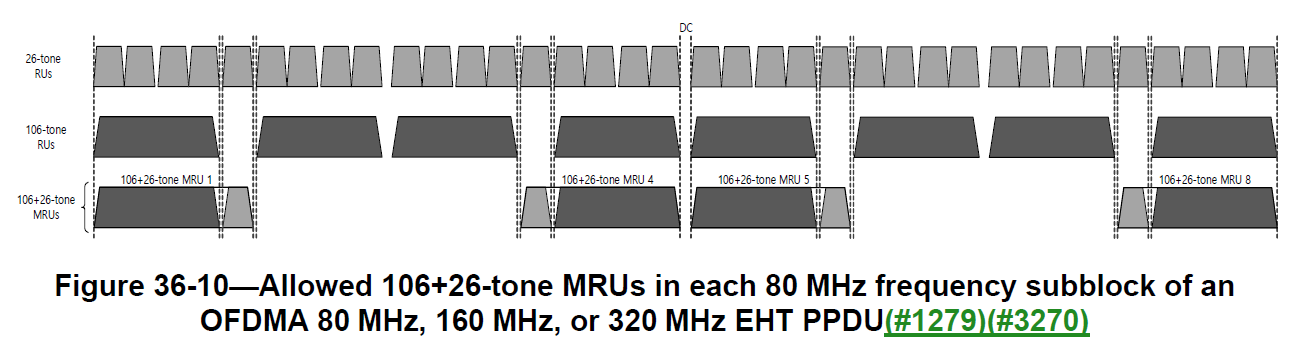 DC
26-tone
RUs
106-tone
RUs
106+26-tone MRU 1
106+26-tone MRU 4
106+26-tone MRU 5
106+26-tone MRU 8
106+26-tone
MRUs
Figure 36-10—Allowed 106+26-tone MRUs in each 80 MHz frequency subblock of an
OFDMA 80 MHz, 160 MHz, or 320 MHz EHT PPDU(#1279)(#3270)